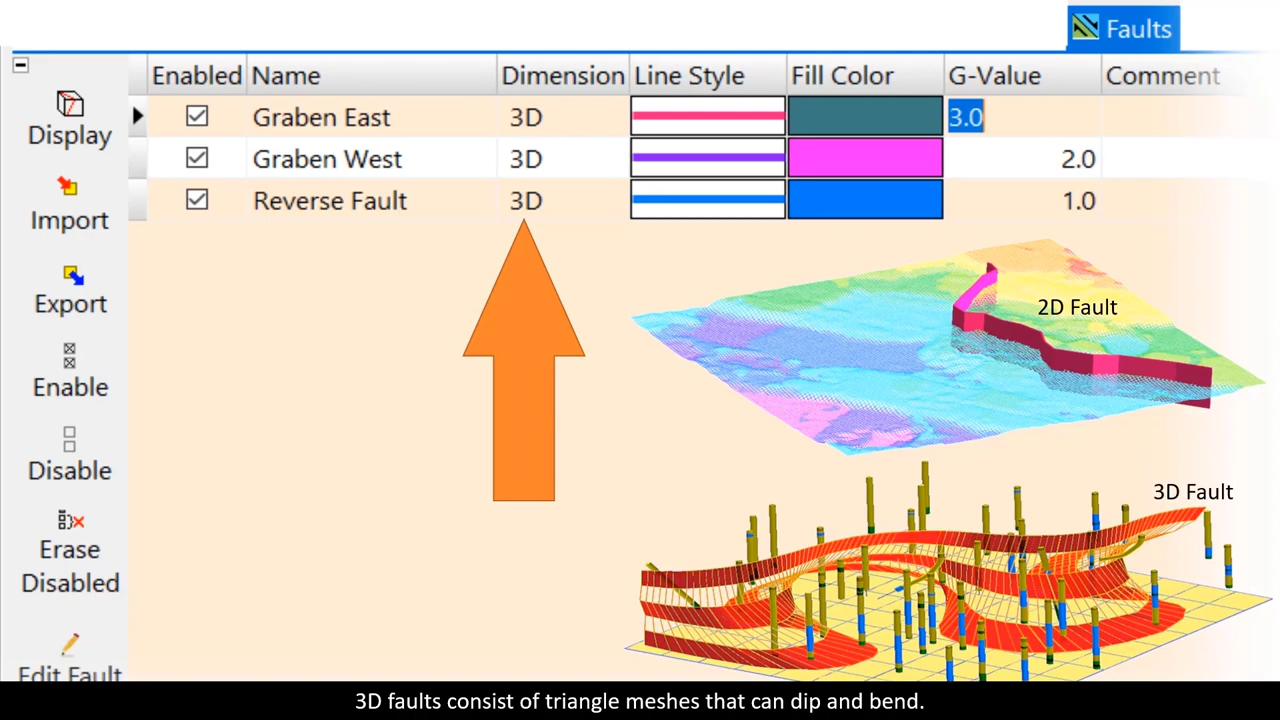 Faults
Enabled Name Dimension Line Style Fill Color G-Value Comment
Graben East 3D 3.0
Graben West 3D 2.0
Reverse Fault 3D 1.0
Display
Import
Export
Enable
Disable
Erase
Disabled
Edit Fault
2D Fault
3D Fault
3D faults consist of triangle meshes that can dip and bend.